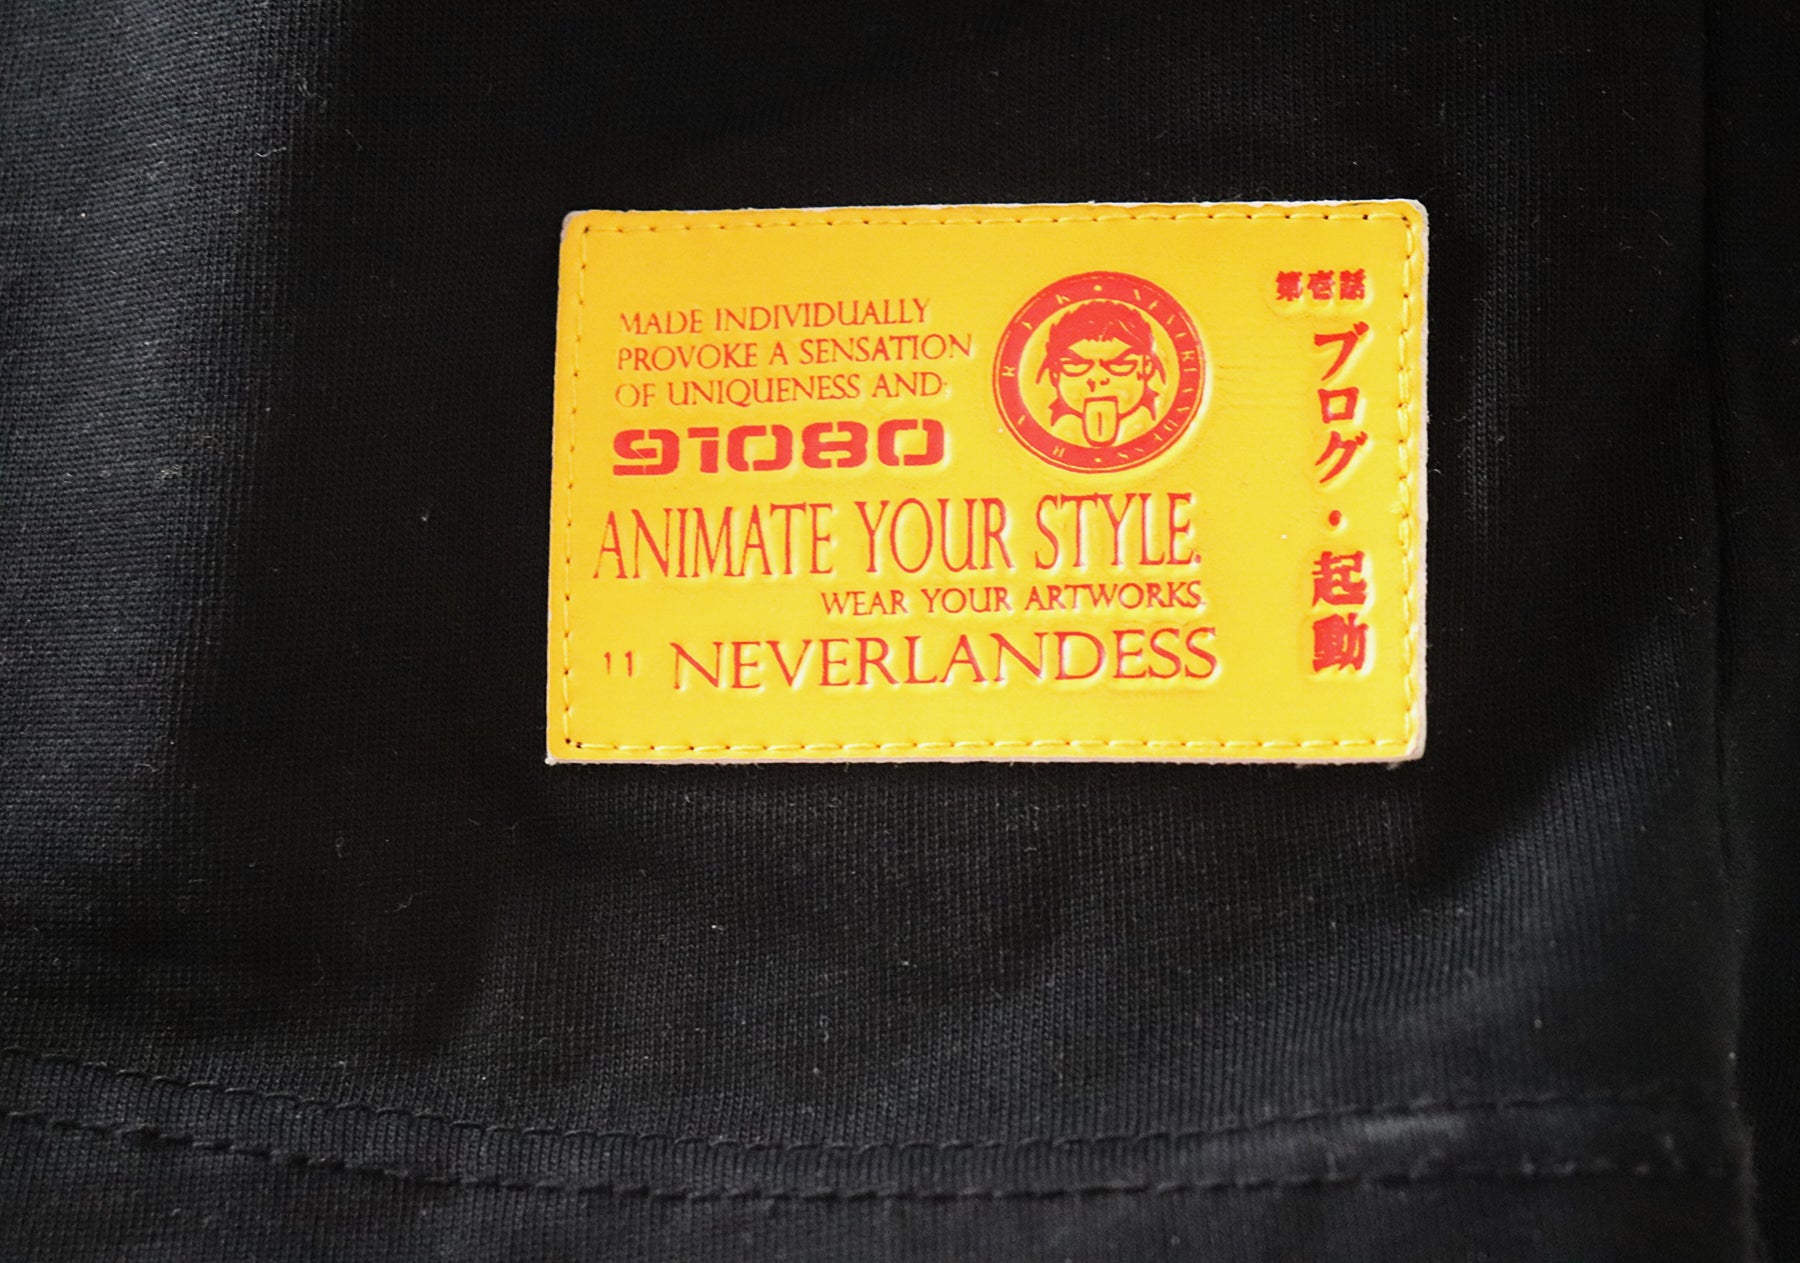 MADE INDIVIDUALLY
PROVOKE A SENSATION
OF UNIQUENESS AND
91080
ANIMATE YOUR STYLE.
WEAR YOUR ARTWORKS.
11 NEVERLANDESS
第壱話
ブログ・起動